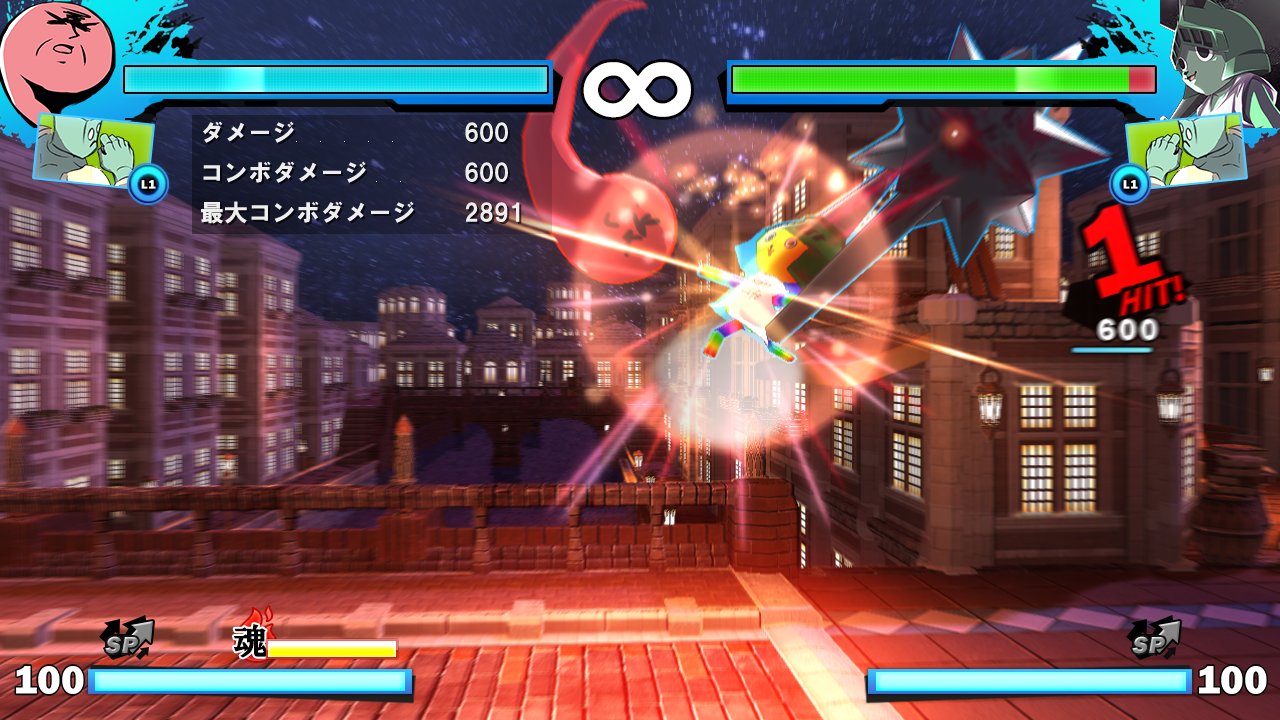 ∞
ダメージ. . . . . 600
コンボダメージ. . 600
最大コンボダメージ 2891
L1
L1
1
HIT!
600
SP
魂
SP
100
100